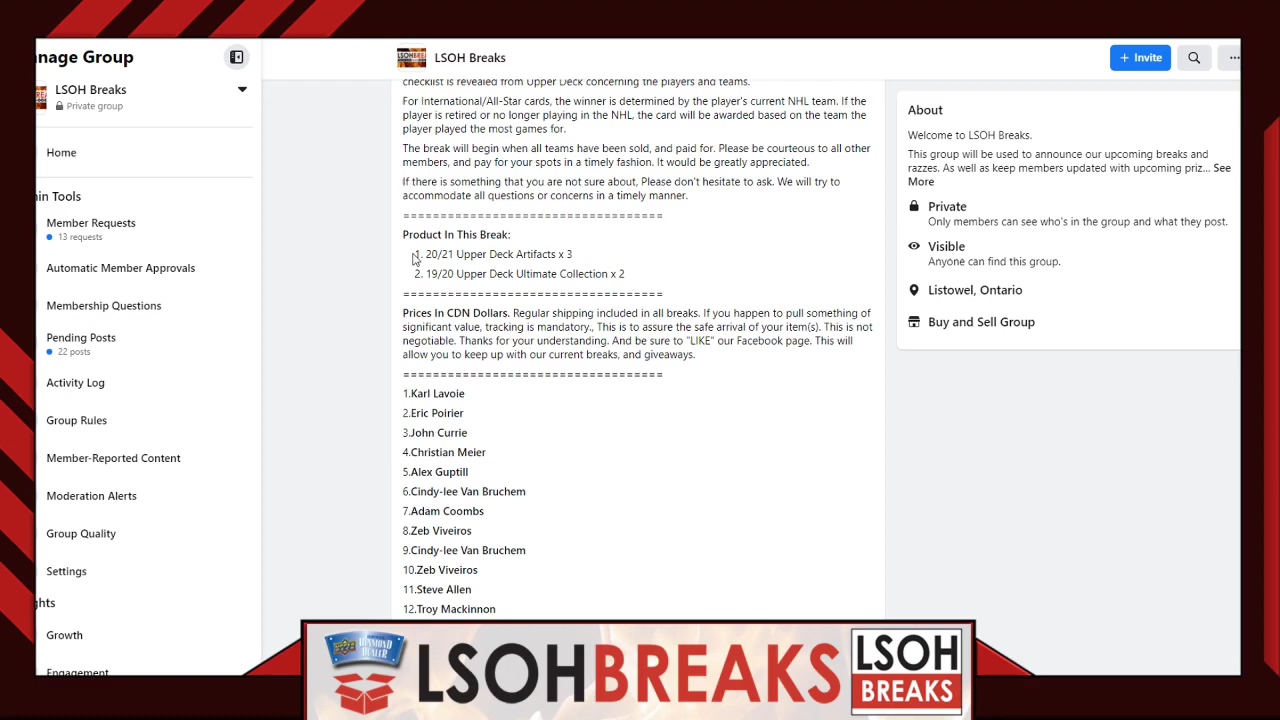 nage Group
LSOH Breaks
Private group
Home
in Tools
Member Requests
13 requests
Automatic Member Approvals
Membership Questions
Pending Posts
22 posts
Activity Log
Group Rules
Member-Reported Content
Moderation Alerts
Group Quality
Settings
ghts
Growth
Engagement
LSOH Breaks
+ Invite
checklist is revealed from Upper Deck concerning the players and teams.
For International/All-Star cards, the winner is determined by the player's current NHL team. If the
player is retired or no longer playing in the NHL, the card will be awarded based on the team the
player played the most games for.
The break will begin when all teams have been sold, and paid for. Please be courteous to all other
members, and pay for your spots in a timely fashion. It would be greatly appreciated.
If there is something that you are not sure about, Please don't hesitate to ask. We will try to
accommodate all questions or concerns in a timely manner.
==================================
Product In This Break:
1. 20/21 Upper Deck Artifacts x 3
2. 19/20 Upper Deck Ultimate Collection x 2
==================================
Prices In CDN Dollars. Regular shipping included in all breaks. If you happen to pull something of
significant value, tracking is mandatory., This is to assure the safe arrival of your item(s). This is not
negotiable. Thanks for your understanding. And be sure to "LIKE" our Facebook page. This will
allow you to keep up with our current breaks, and giveaways.
==================================
1.Karl Lavoie
2.Eric Poirier
3.John Currie
4.Christian Meier
5.Alex Guptill
6.Cindy-lee Van Bruchem
7.Adam Coombs
8.Zeb Viveiros
9.Cindy-lee Van Bruchem
10.Zeb Viveiros
11.Steve Allen
12.Troy Mackinnon
About
Welcome to LSOH Breaks.
This group will be used to announce our upcoming breaks and
razzes. As well as keep members updated with upcoming priz... See
More
Private
Only members can see who's in the group and what they post.
Visible
Anyone can find this group.
Listowel, Ontario
Buy and Sell Group
DIAMOND
DEALER
LSOHBREAKS
LSOH
BREAKS